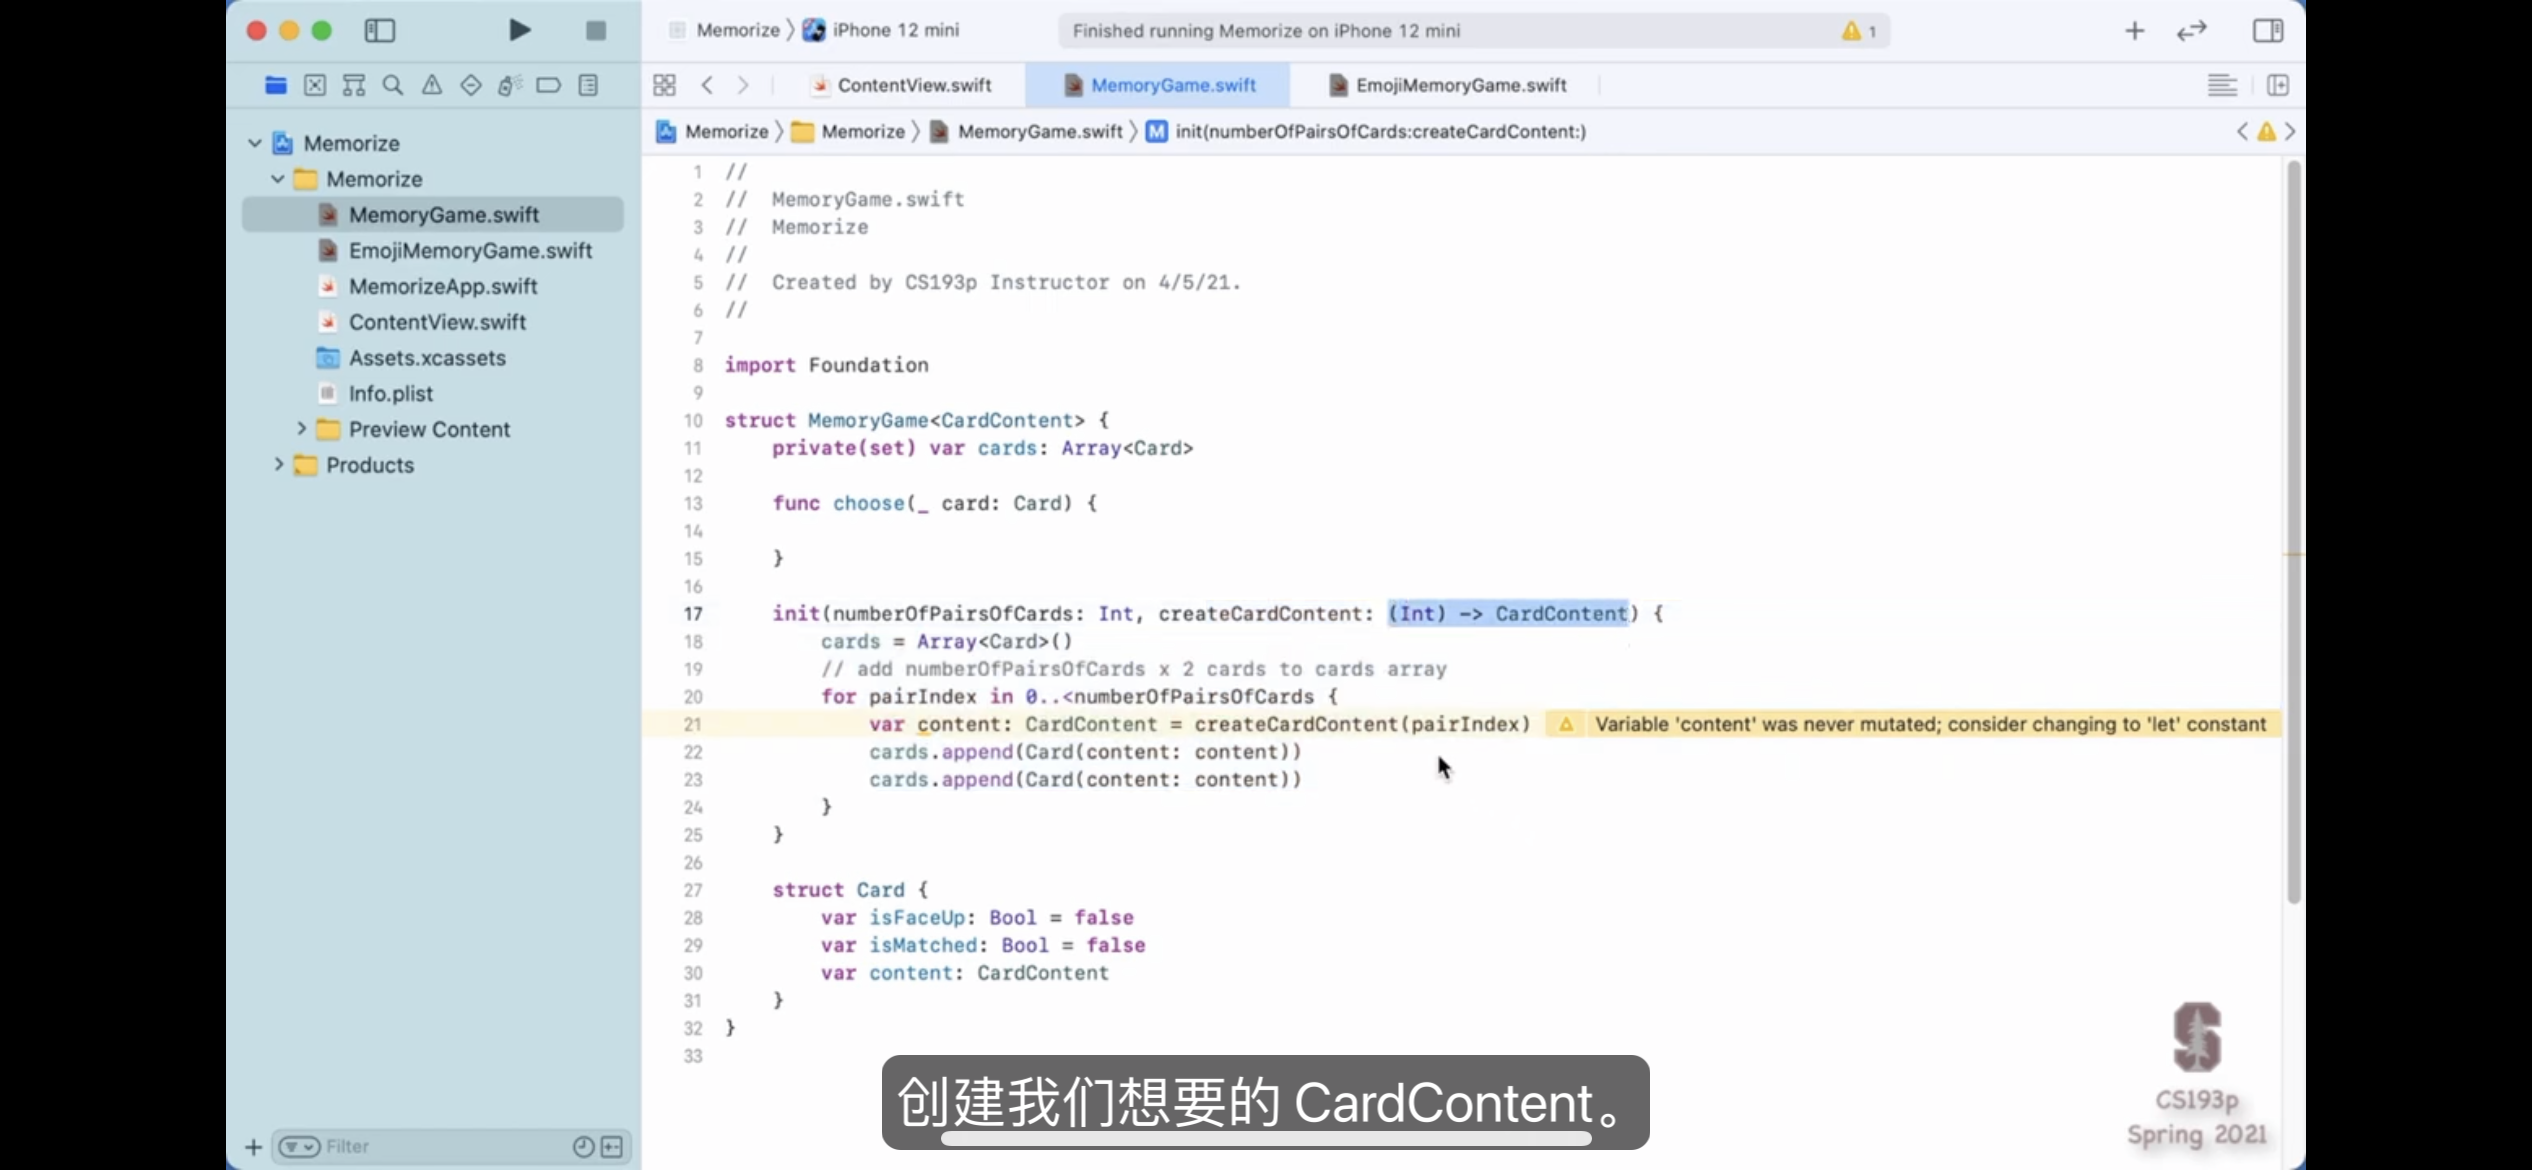 Memorize 〉 iPhone 12 mini
Finished running Memorize on iPhone 12 mini
1
ContentView.swift
MemoryGame.swift
EmojiMemoryGame.swift
Memorize 〉 Memorize 〉 MemoryGame.swift 〉 M init(numberOfPairsOfCards:createCardContent:)
Memorize
Memorize
MemoryGame.swift
EmojiMemoryGame.swift
MemorizeApp.swift
ContentView.swift
Assets.xcassets
Info.plist
Preview Content
Products
Filter
1 //
2 //  MemoryGame.swift
3 //  Memorize
4 //
5 //  Created by CS193p Instructor on 4/5/21.
6 //
7
8 import Foundation
9
10 struct MemoryGame<CardContent> {
11     private(set) var cards: Array<Card>
12
13     func choose(_ card: Card) {
14
15     }
16
17     init(numberOfPairsOfCards: Int, createCardContent: (Int) -> CardContent) {
18         cards = Array<Card>()
19         // add numberOfPairsOfCards x 2 cards to cards array
20         for pairIndex in 0..<numberOfPairsOfCards {
21             var content: CardContent = createCardContent(pairIndex) Variable 'content' was never mutated; consider changing to 'let' constant
22             cards.append(Card(content: content))
23             cards.append(Card(content: content))
24         }
25     }
26
27     struct Card {
28         var isFaceUp: Bool = false
29         var isMatched: Bool = false
30         var content: CardContent
31     }
32 }
33
创建我们想要的 CardContent。
S
CS193p
Spring 2021